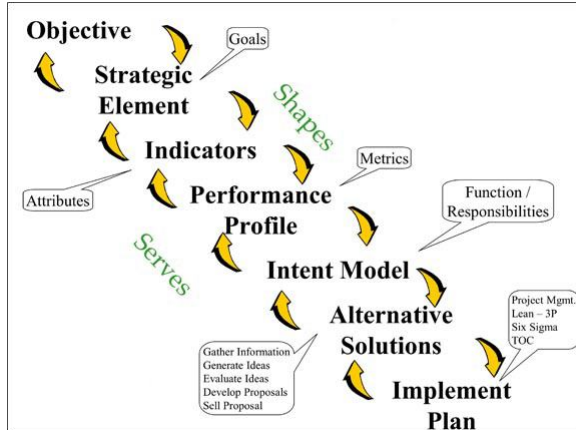 Objective
Goals
Strategic
Element
Shapes
Indicators
Metrics
Attributes
Performance
Profile
Function /
Responsibilities
Serves
Intent Model
Project Mgmt.
Lean – 3P
Six Sigma
TOC
Alternative
Solutions
Gather Information
Generate Ideas
Evaluate Ideas
Develop Proposals
Sell Proposal
Implement
Plan